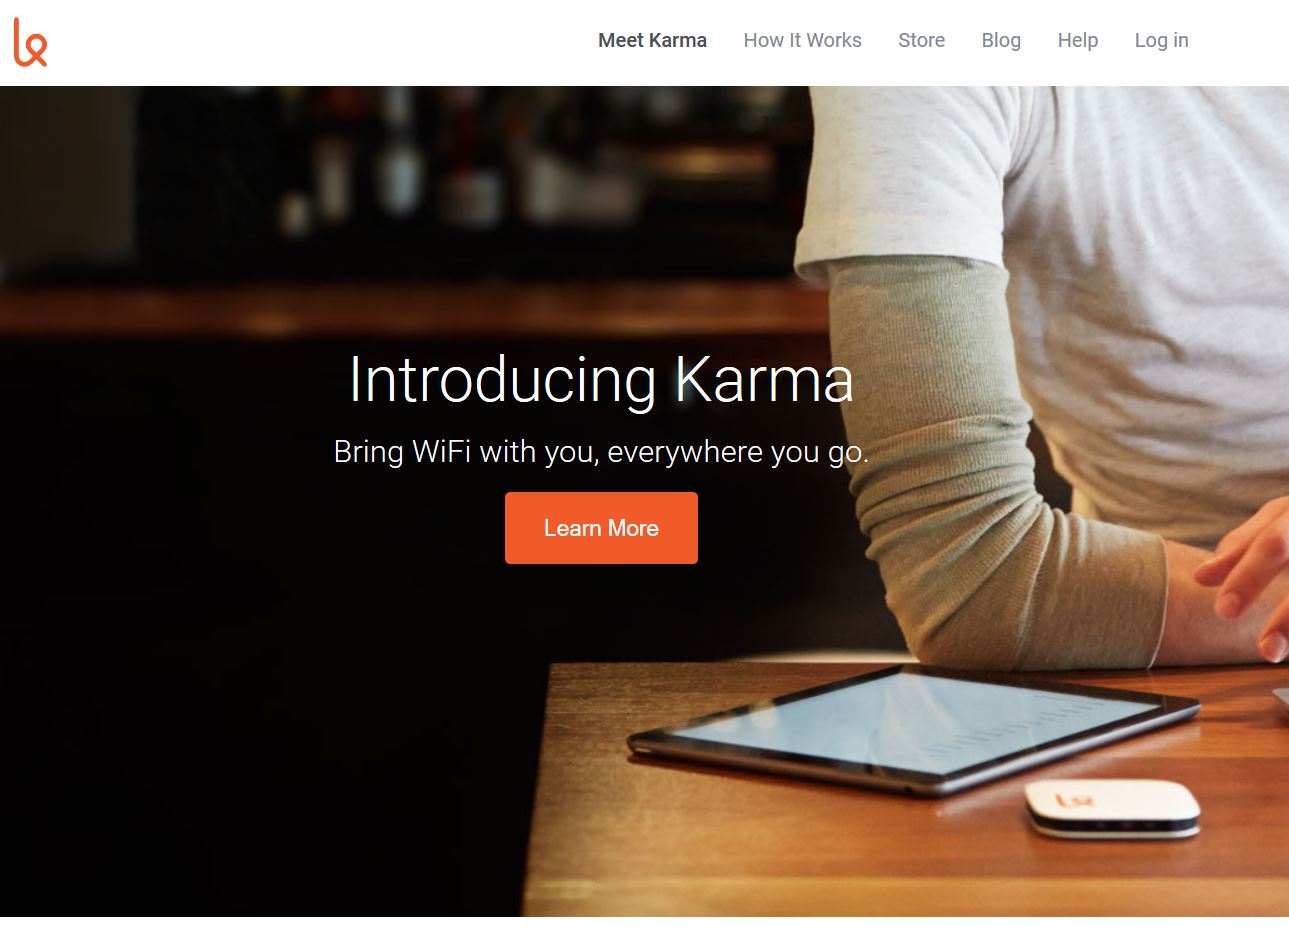 Meet Karma
How It Works
Store
Blog
Help
Log in
Introducing Karma
Bring WiFi with you, everywhere you go.
Learn More